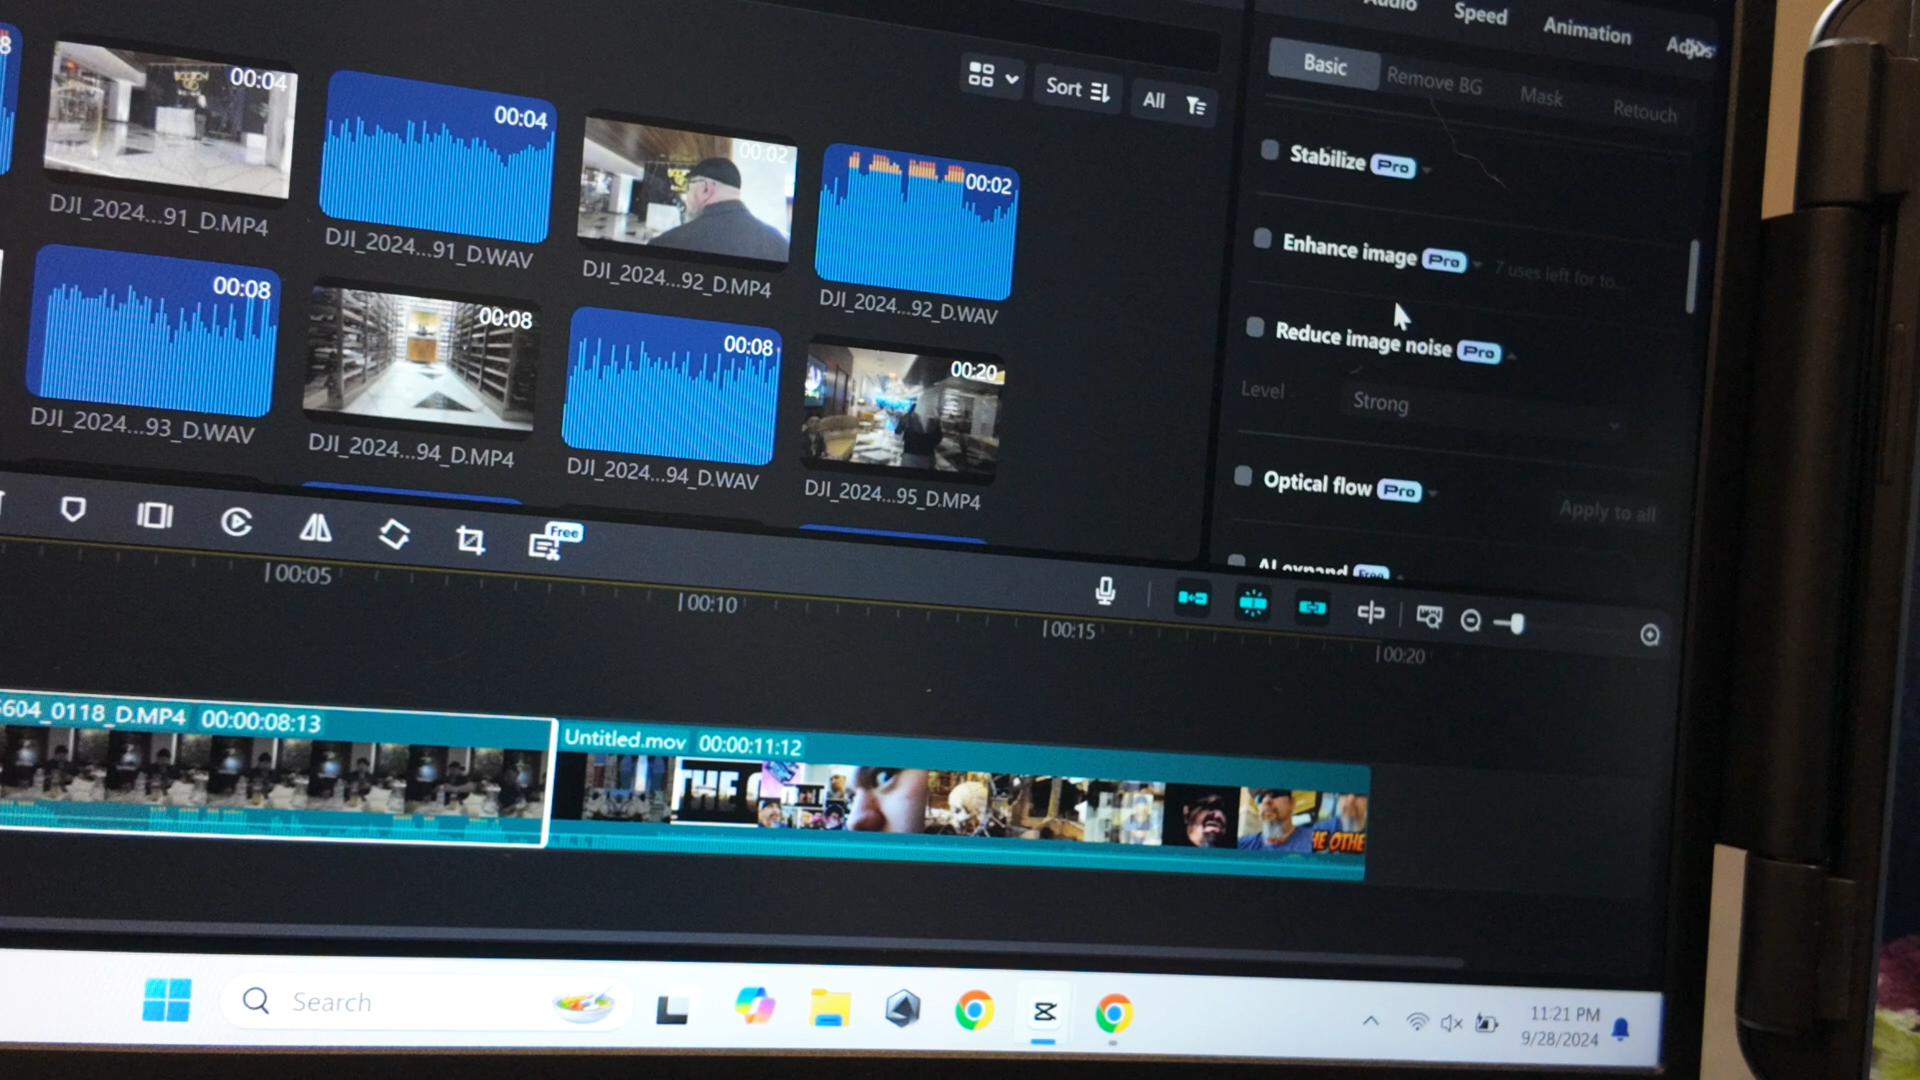 Audio Speed Animation
Basic Remove BG Mask Retouch
Sort All
8 00:04 00:04 00:02 00:02
DJI_2024...91_D.MP4 DJI_2024...91_D.WAV DJI_2024...92_D.MP4 DJI_2024...92_D.WAV
00:08 00:08 00:08 00:20
DJI_2024...93_D.WAV DJI_2024...94_D.MP4 DJI_2024...94_D.WAV DJI_2024...95_D.MP4
Stabilize Pro
Enhance image Pro 7 uses left for to...
Reduce image noise Pro
Level Strong
Optical flow Pro Apply to all
AI expand Free
Free
00:05 00:10 00:15 00:20
604_0118_D.MP4 00:00:08:13
Untitled.mov 00:00:11:12
THE
HE OTHE
Search
11:21 PM
9/28/2024